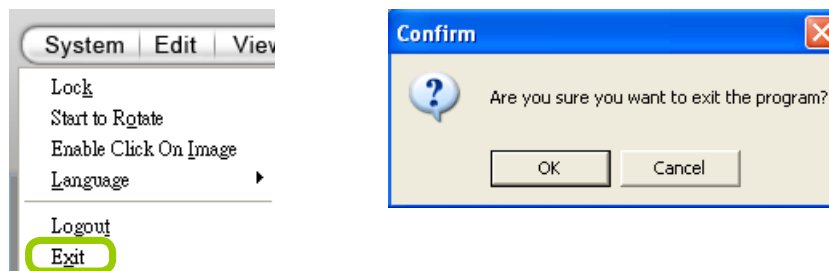 System Edit View
Lock
Start to Rotate
Enable Click On Image
Language
Logout
Exit
Confirm
Are you sure you want to exit the program?
OK Cancel